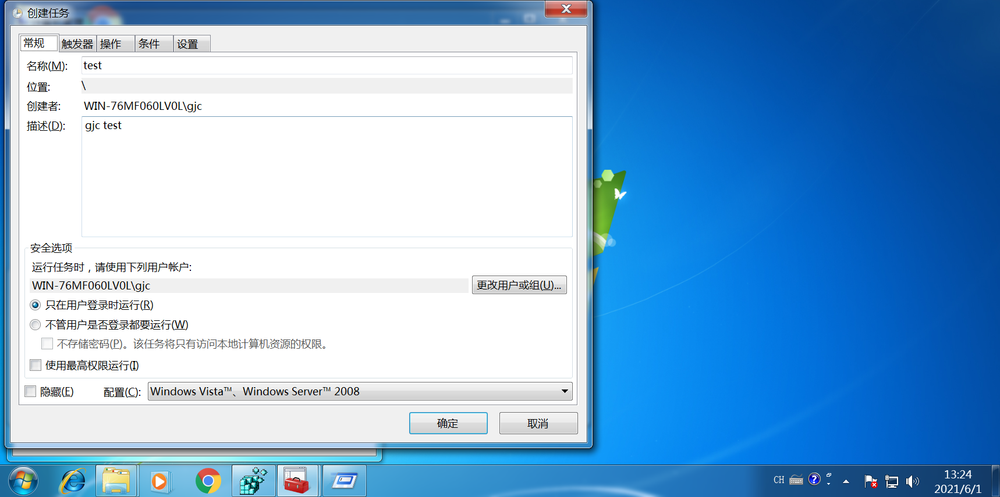 创建任务
常规 触发器 操作 条件 设置
名称(M): test
位置: \
创建者: WIN-76MF060LV0L\gjc
描述(D): gjc test
安全选项
运行任务时，请使用下列用户帐户:
WIN-76MF060LV0L\gjc 更改用户或组(U)...
只在用户登录时运行(R)
不管用户是否登录都要运行(W)
不存储密码(P)。该任务将只有访问本地计算机资源的权限。
使用最高权限运行(I)
隐藏(E) 配置(C): Windows Vista™、Windows Server™ 2008
确定 取消
CH
13:24
2021/6/1